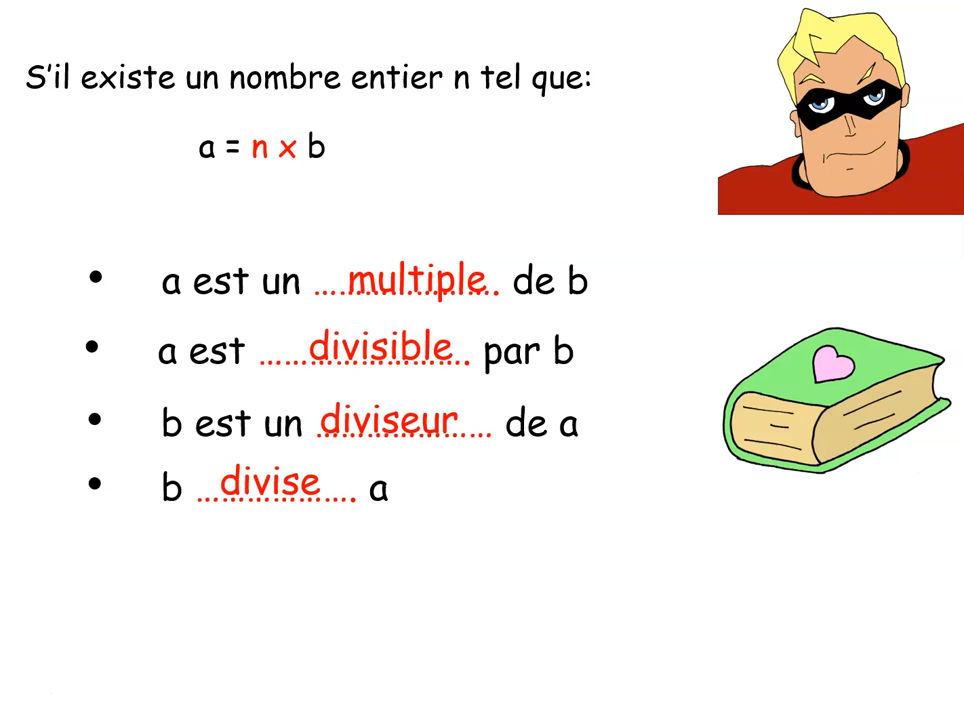 S'il existe un nombre entier n tel que:
a = n x b
• a est un ....multiple.. de b
• a est ......divisible.. par b
• b est un diviseur...... de a
• b ...divise.... a